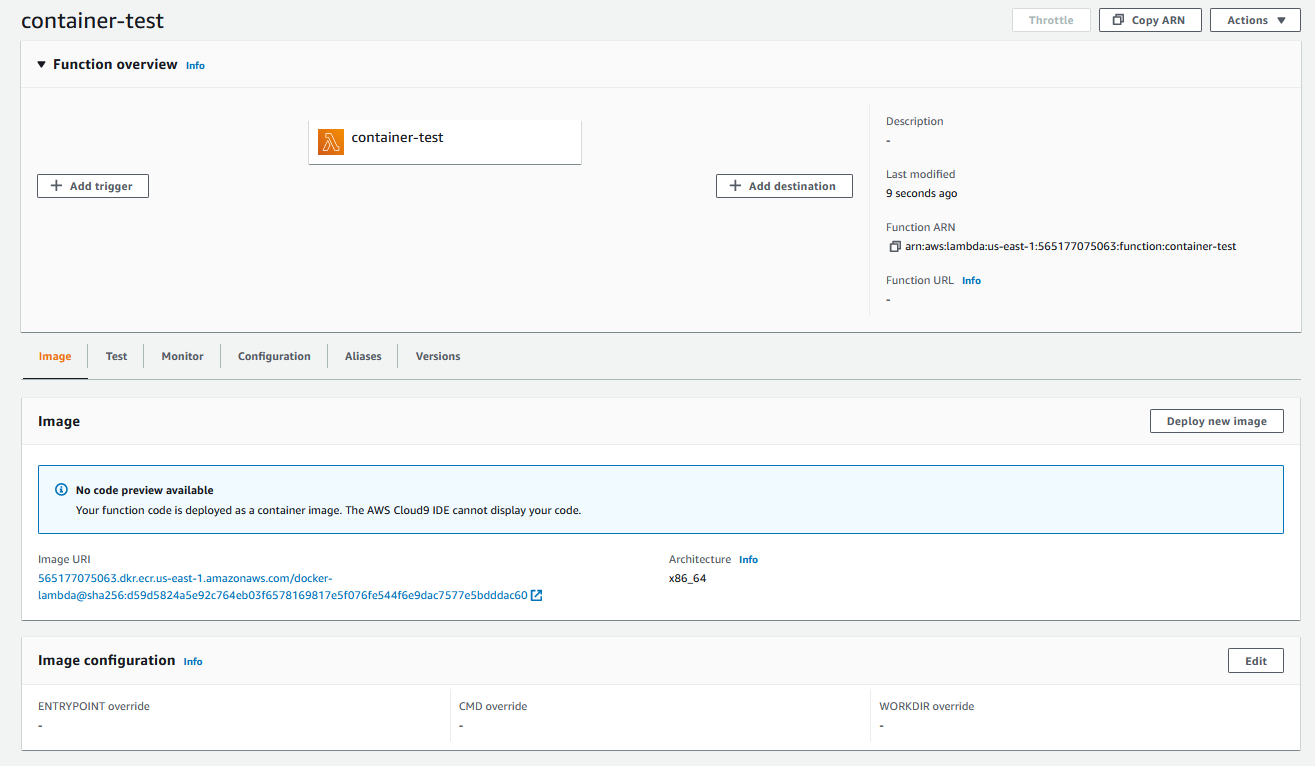 container-test
Throttle
Copy ARN
Actions
Function overview Info
container-test
Add trigger
Add destination
Description
-
Last modified
9 seconds ago
Function ARN
arn:aws:lambda:us-east-1:565177075063:function:container-test
Function URL Info
-
Image
Test
Monitor
Configuration
Aliases
Versions
Image
Deploy new image
No code preview available
Your function code is deployed as a container image. The AWS Cloud9 IDE cannot display your code.
Image URI
565177075063.dkr.ecr.us-east-1.amazonaws.com/docker-
lambda@sha256:d59d5824a5e92c764eb03f6578169817e5f076fe544f6e9dac7577e5bdddac60
Architecture Info
x86_64
Image configuration Info
Edit
ENTRYPOINT override
-
CMD override
-
WORKDIR override
-